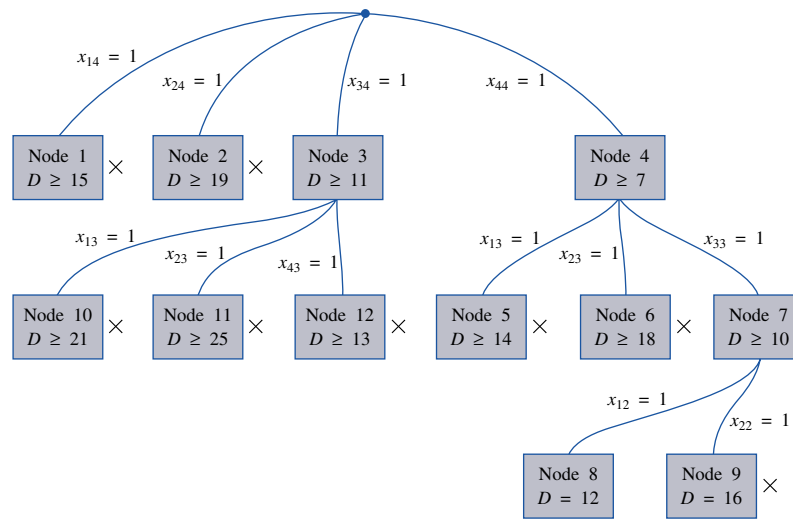 x₁₄ = 1
x₂₄ = 1
x₃₄ = 1
x₄₄ = 1
Node 1
D ≥ 15
×
Node 2
D ≥ 19
×
Node 3
D ≥ 11
Node 4
D ≥ 7
x₁₃ = 1
x₂₃ = 1
x₄₃ = 1
x₁₃ = 1
x₂₃ = 1
x₃₃ = 1
Node 10
D ≥ 21
×
Node 11
D ≥ 25
×
Node 12
D ≥ 13
×
Node 5
D ≥ 14
×
Node 6
D ≥ 18
×
Node 7
D ≥ 10
x₁₂ = 1
x₂₂ = 1
Node 8
D = 12
Node 9
D = 16
×